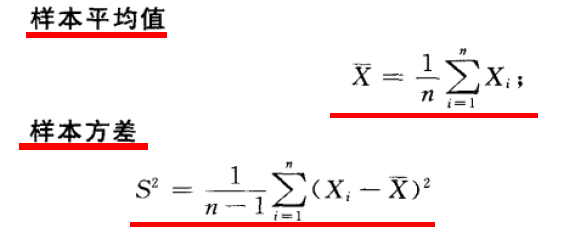 样本平均值
X̄ = 1/n ∑_{i=1}^{n} X_i ;
样本方差
S² = 1/(n − 1) ∑_{i=1}^{n} (X_i − X̄)²